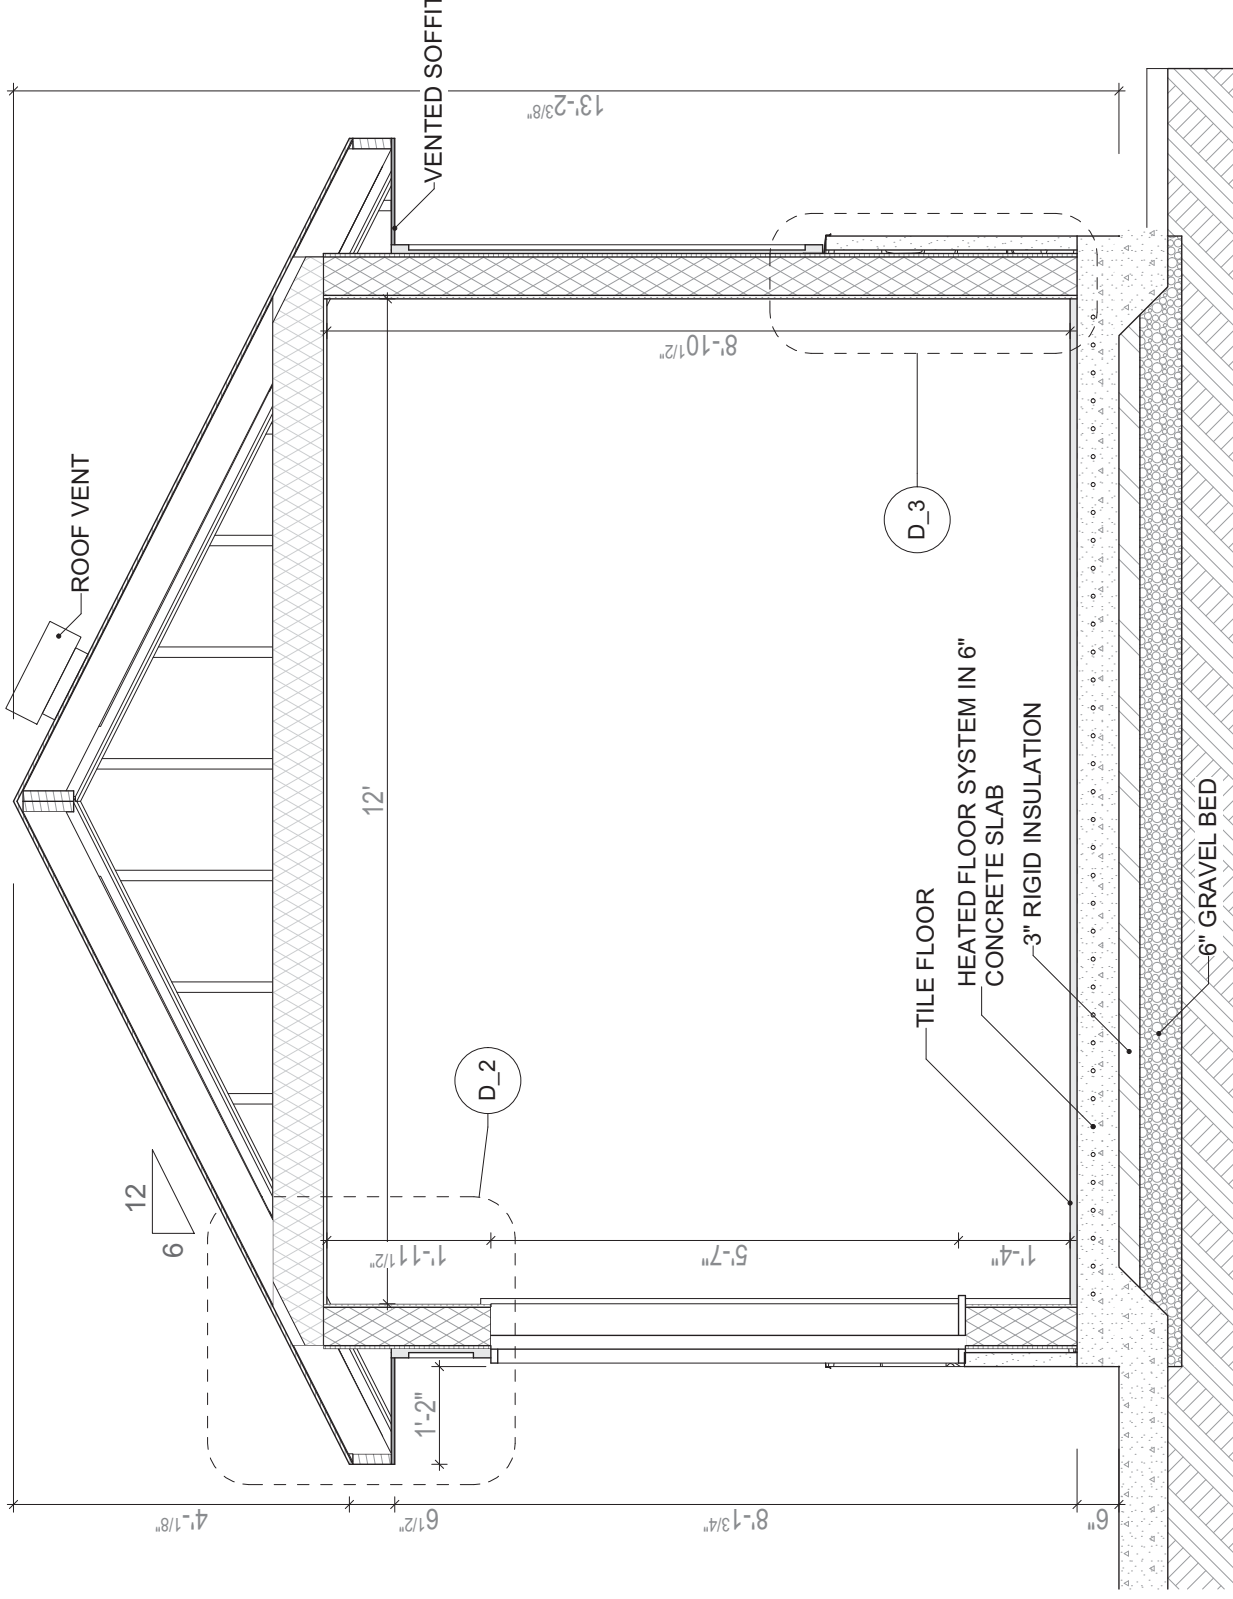 13'-2 3/8"
VENTED SOFFIT
ROOF VENT
12
6
8'-10 1/2"
12'
D_3
D_2
1'-11 1/2"
5'-7"
1'-4"
1'-2"
4'-1/8"
6 1/2"
8'-1 3/4"
6"
TILE FLOOR
HEATED FLOOR SYSTEM IN 6"
CONCRETE SLAB
3" RIGID INSULATION
6" GRAVEL BED